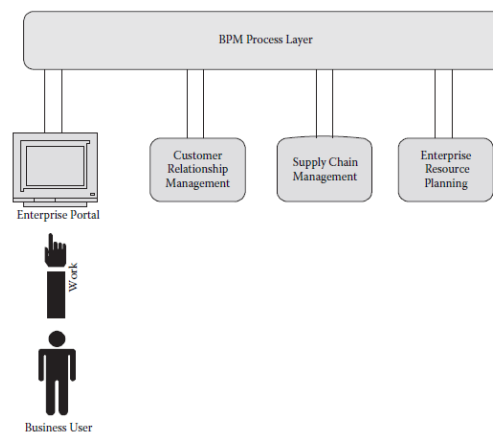 BPM Process Layer
Customer
Relationship
Management
Supply Chain
Management
Enterprise
Resource
Planning
Enterprise Portal
Work
Business User